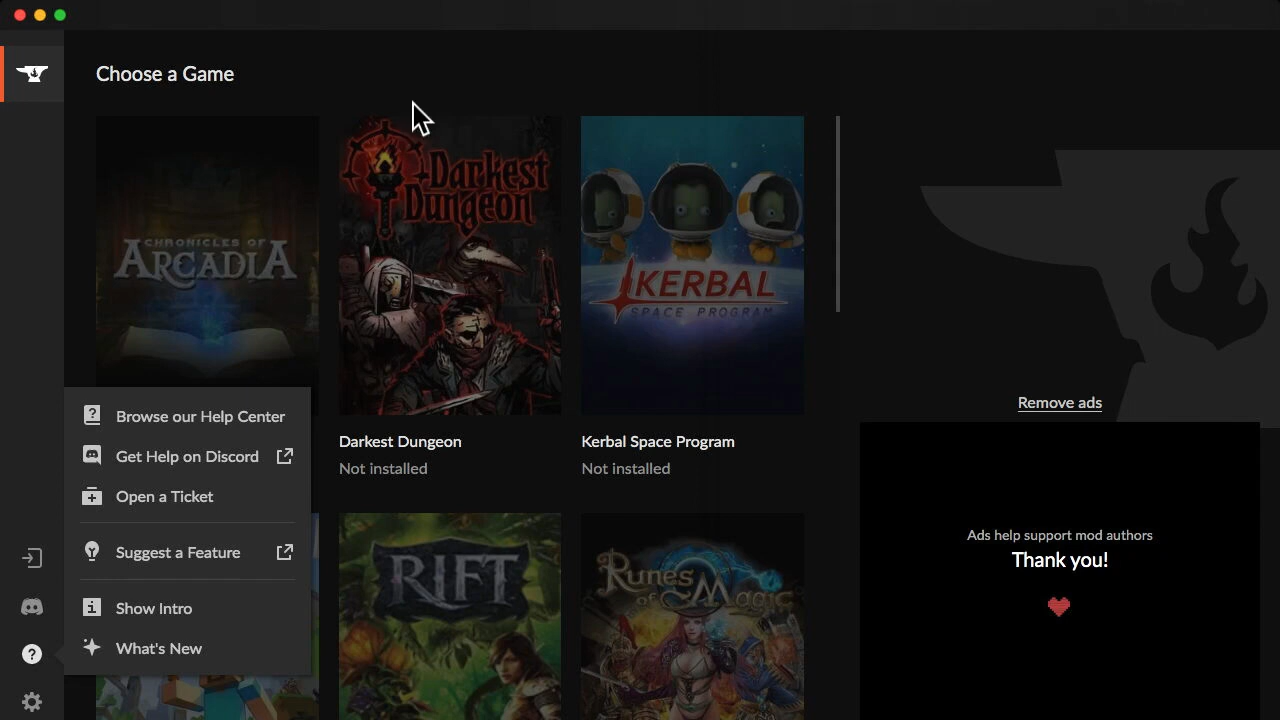 Choose a Game
CHRONICLES OF
ARCADIA
Darkest
Dungeon
KERBAL
SPACE PROGRAM
Remove ads
Browse our Help Center
Get Help on Discord
Open a Ticket
Suggest a Feature
Show Intro
What's New
Darkest Dungeon
Not installed
Kerbal Space Program
Not installed
RIFT
Runes
of Magic
Ads help support mod authors
Thank you!